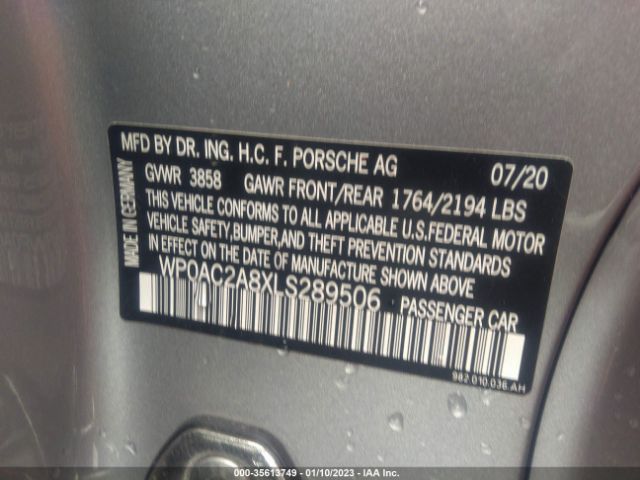 MFD BY DR. ING. H.C. F. PORSCHE AG 07/20
GVWR 3858 GAWR FRONT/REAR 1764/2194 LBS
THIS VEHICLE CONFORMS TO ALL APPLICABLE U.S.FEDERAL MOTOR
VEHICLE SAFETY,BUMPER,AND THEFT PREVENTION STANDARDS
IN EFFECT ON THE DATE OF MANUFACTURE SHOWN ABOVE
WP0AC2A8XLS289506 PASSENGER CAR
MADE IN GERMANY
982.010.036.AH
00-35613749 — 01/10/2023 — IAA Inc.